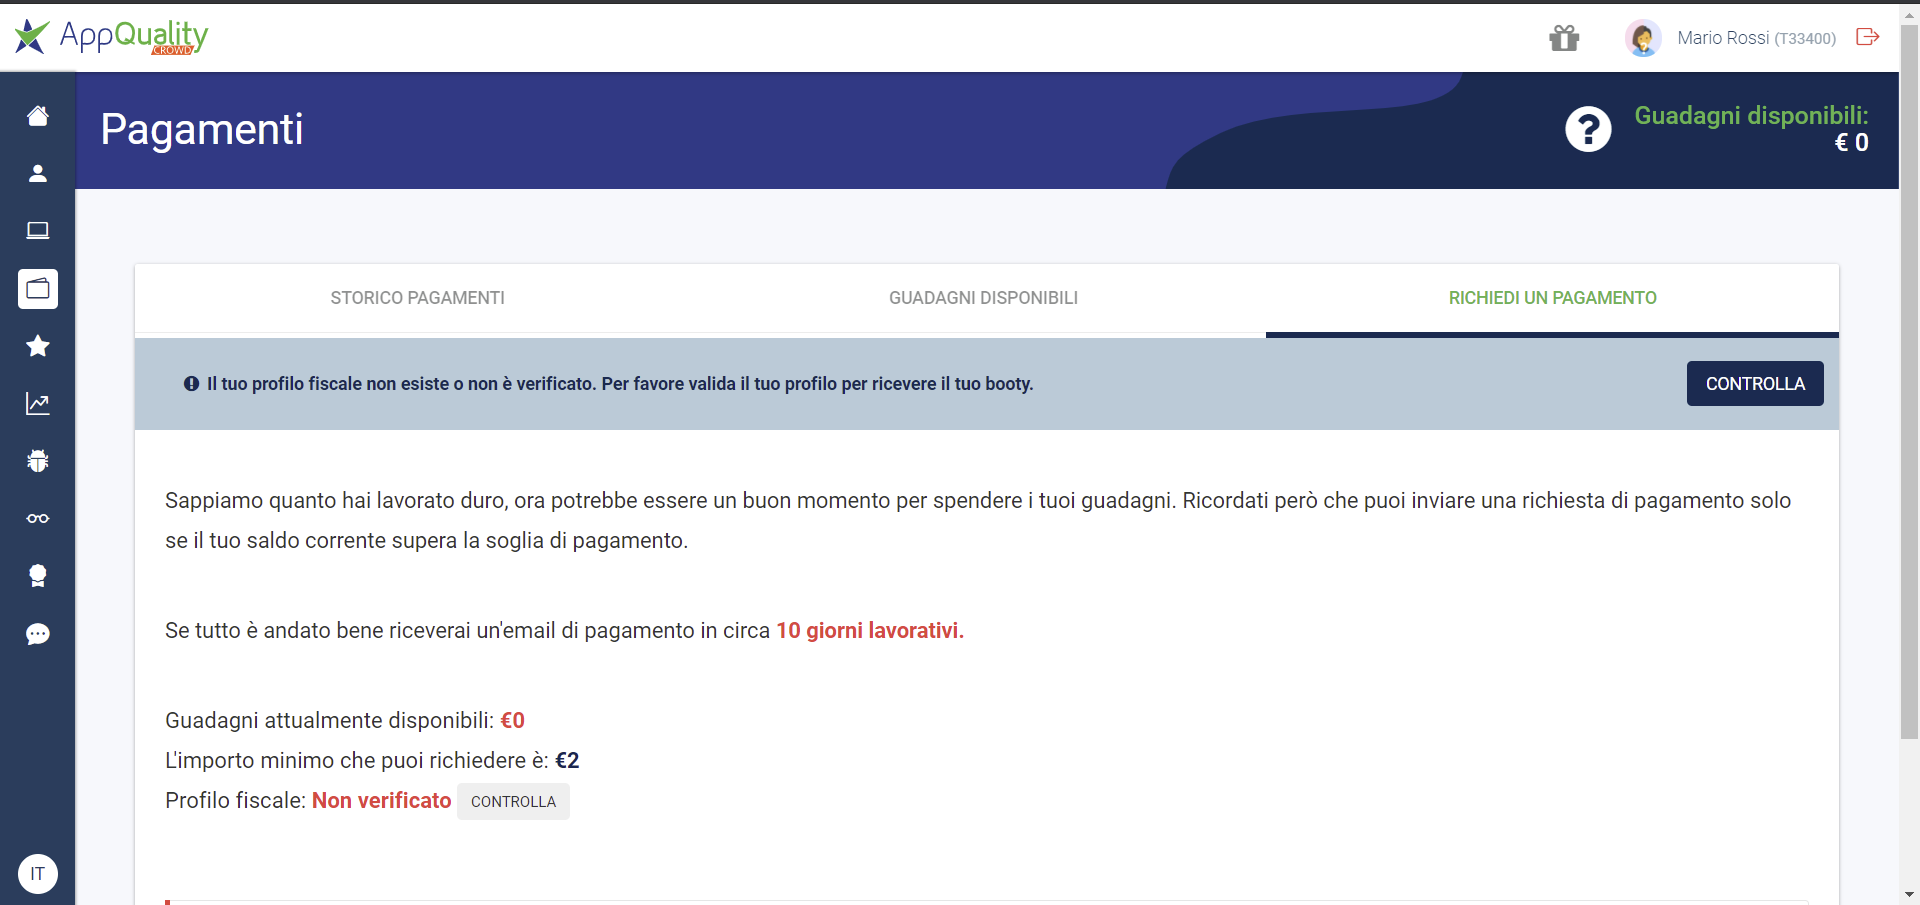 AppQuality
CROWD
Mario Rossi (T33400)
Pagamenti
Guadagni disponibili:
€ 0
STORICO PAGAMENTI
GUADAGNI DISPONIBILI
RICHIEDI UN PAGAMENTO
Il tuo profilo fiscale non esiste o non è verificato. Per favore valida il tuo profilo per ricevere il tuo booty.
CONTROLLA
Sappiamo quanto hai lavorato duro, ora potrebbe essere un buon momento per spendere i tuoi guadagni. Ricordati però che puoi inviare una richiesta di pagamento solo
se il tuo saldo corrente supera la soglia di pagamento.
Se tutto è andato bene riceverai un'email di pagamento in circa 10 giorni lavorativi.
Guadagni attualmente disponibili: €0
L'importo minimo che puoi richiedere è: €2
Profilo fiscale: Non verificato CONTROLLA
IT